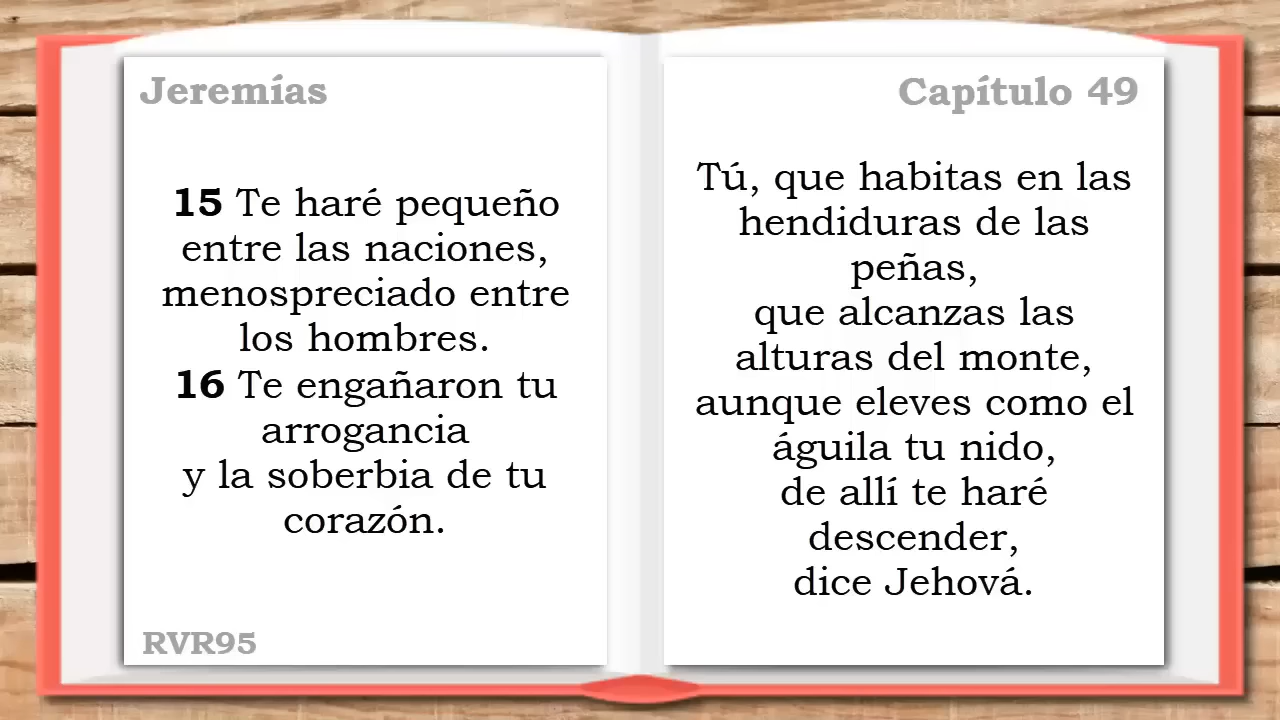 Jeremías
15 Te haré pequeño
entre las naciones,
menospreciado entre
los hombres.
16 Te engañaron tu
arrogancia
y la soberbia de tu
corazón.
RVR95
Capítulo 49
Tú, que habitas en las
hendiduras de las
peñas,
que alcanzas las
alturas del monte,
aunque eleves como el
águila tu nido,
de allí te haré
descender,
dice Jehová.